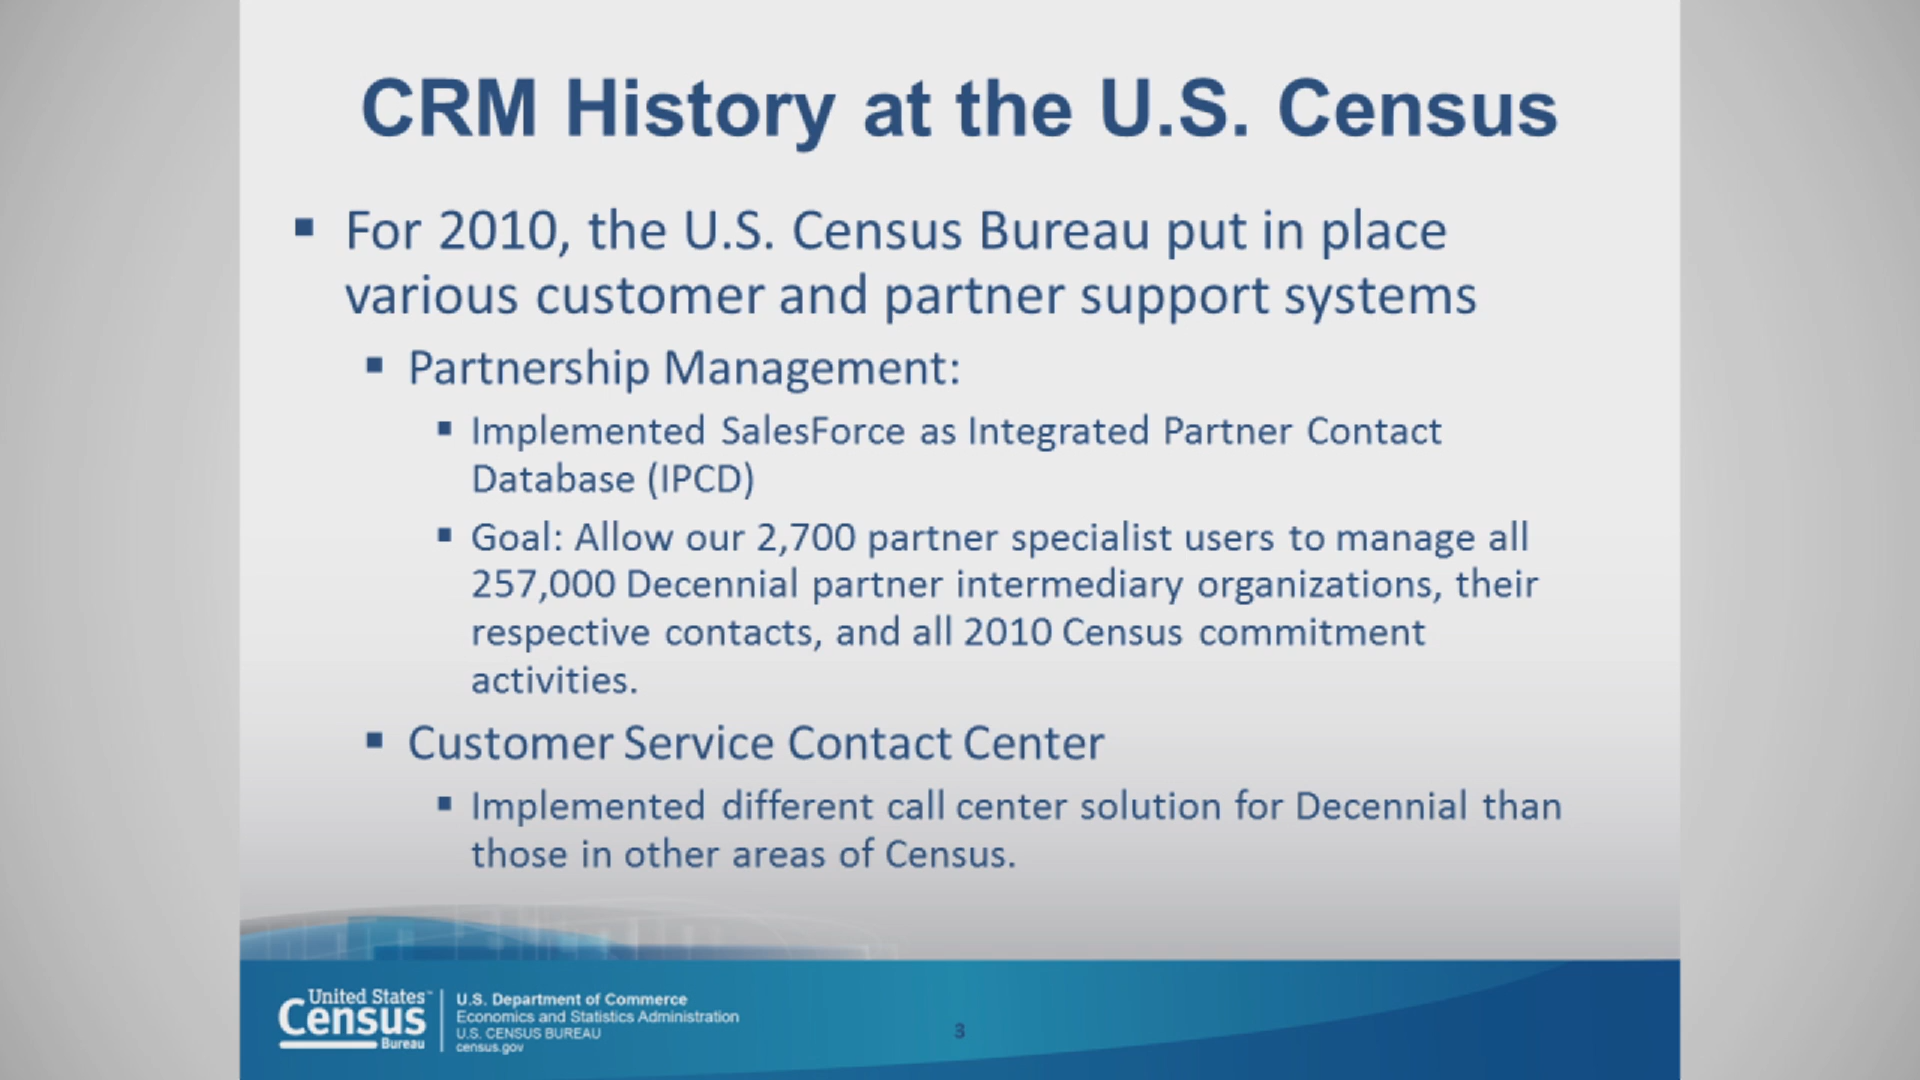 CRM History at the U.S. Census
▪ For 2010, the U.S. Census Bureau put in place
various customer and partner support systems
▪ Partnership Management:
▪ Implemented SalesForce as Integrated Partner Contact
Database (IPCD)
▪ Goal: Allow our 2,700 partner specialist users to manage all
257,000 Decennial partner intermediary organizations, their
respective contacts, and all 2010 Census commitment
activities.
▪ Customer Service Contact Center
▪ Implemented different call center solution for Decennial than
those in other areas of Census.
United States™
Census
Bureau
U.S. Department of Commerce
Economics and Statistics Administration
U.S. CENSUS BUREAU
census.gov
3